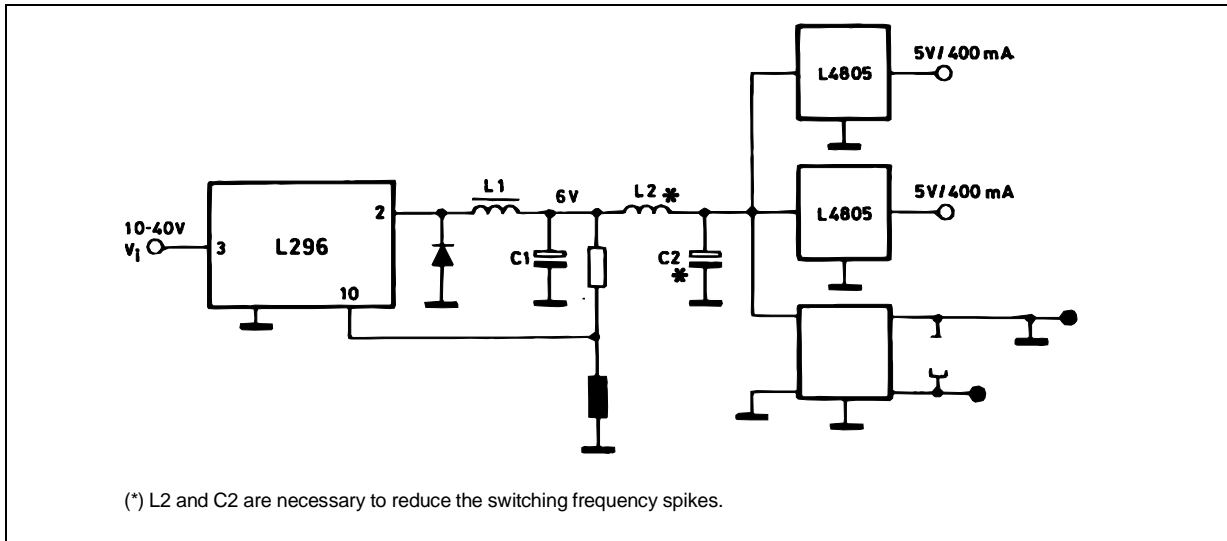 5V/400mA
L4805
L1
6V
L2 *
5V/400mA
2
L4805
10-40V
Vi
3
L296
C1
C2
*
10
(*) L2 and C2 are necessary to reduce the switching frequency spikes.